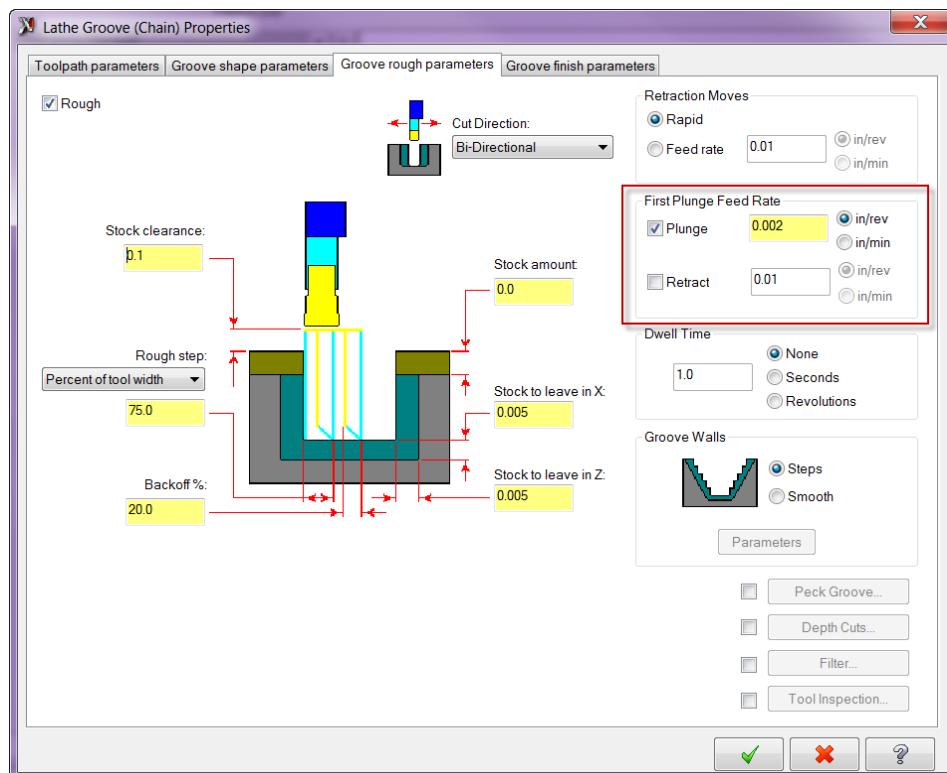 Lathe Groove (Chain) Properties
Toolpath parameters Groove shape parameters Groove rough parameters Groove finish parameters
Rough
Cut Direction:
Bi-Directional
Stock clearance:
0.1
Rough step:
Percent of tool width
75.0
Backoff %:
20.0
Stock amount:
0.0
Stock to leave in X:
0.005
Stock to leave in Z:
0.005
Retraction Moves
Rapid
Feed rate 0.01 in/rev
in/min
First Plunge Feed Rate
Plunge 0.002 in/rev
in/min
Retract 0.01 in/rev
in/min
Dwell Time
1.0
None
Seconds
Revolutions
Groove Walls
Steps
Smooth
Parameters
Peck Groove...
Depth Cuts...
Filter...
Tool Inspection...